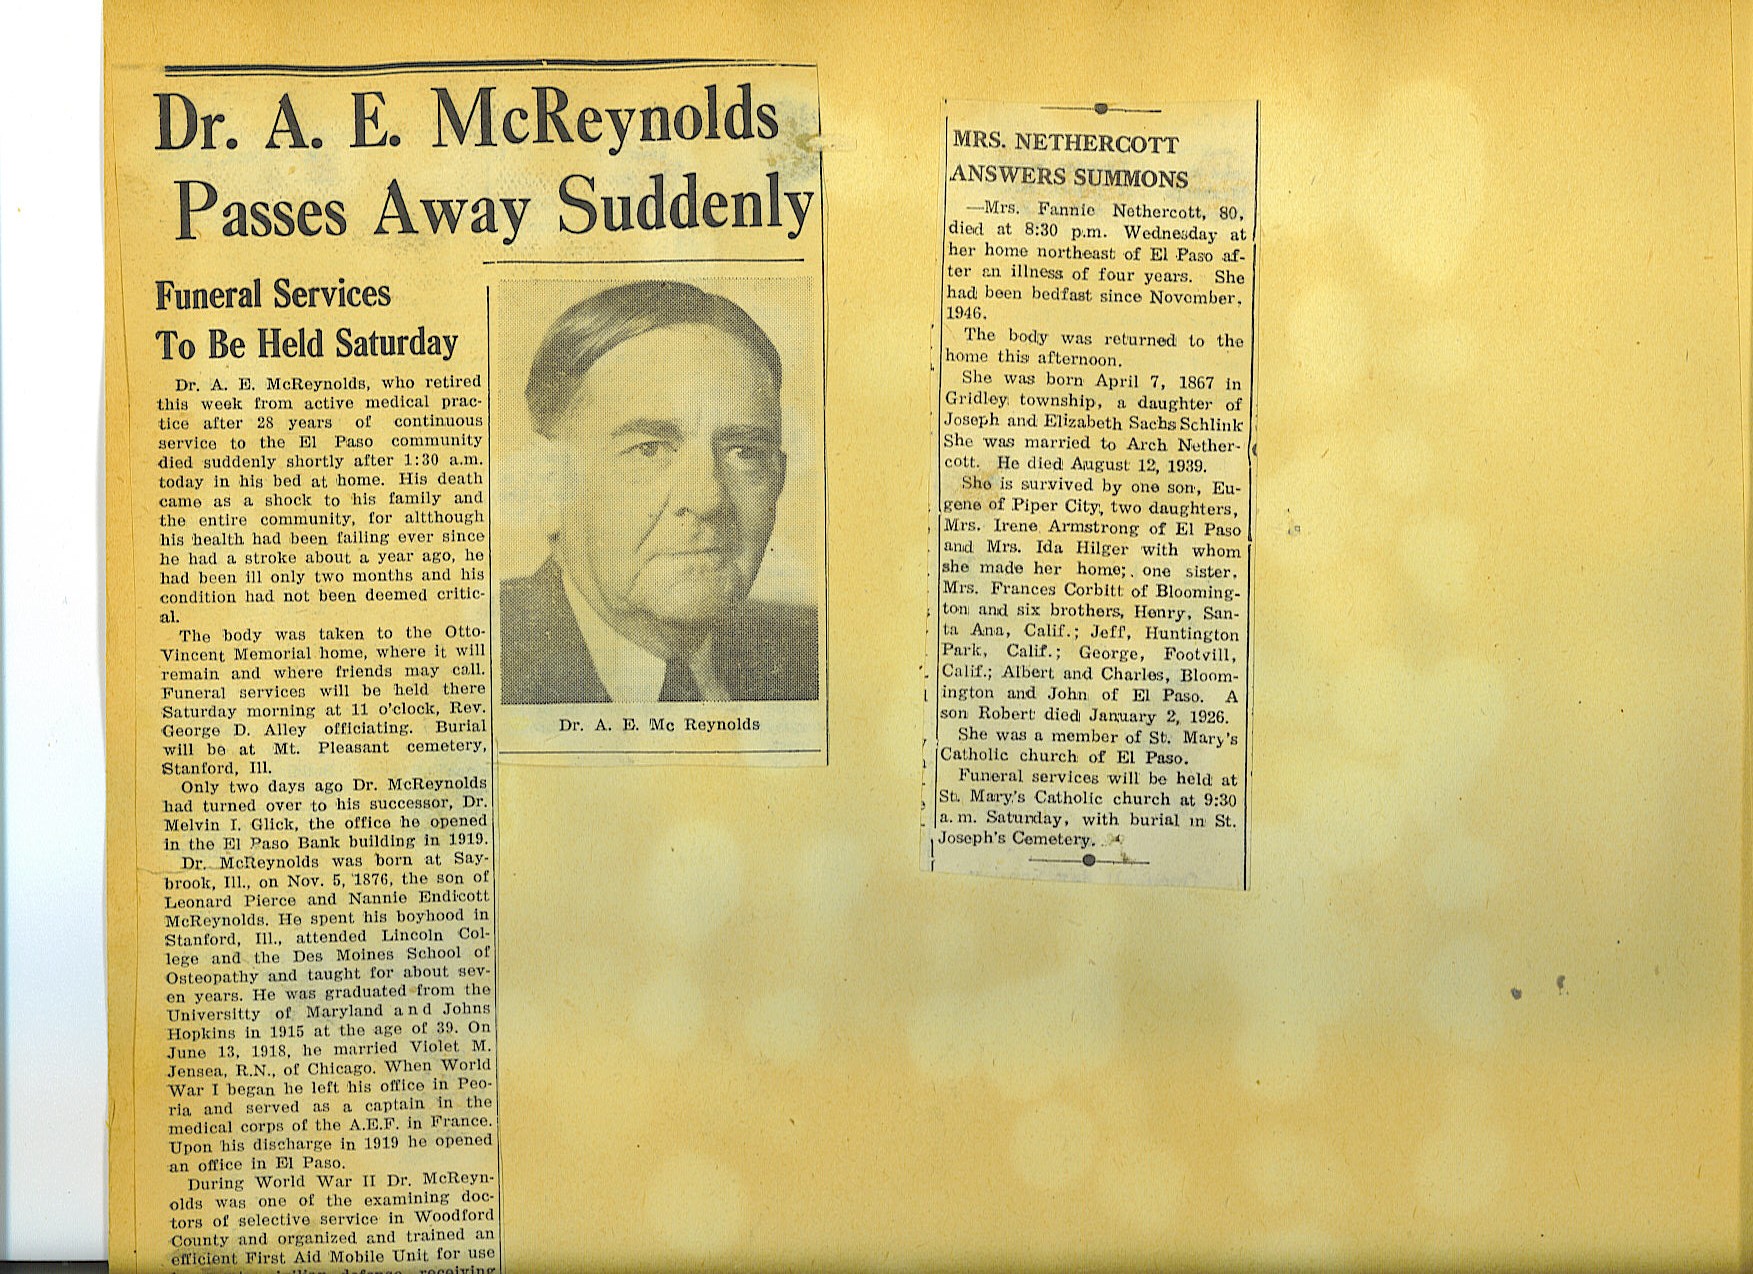 Dr. A. E. McReynolds
Passes Away Suddenly
Funeral Services
To Be Held Saturday
Dr. A. E. McReynolds, who retired
this week from active medical prac-
tice after 28 years of continuous
service to the El Paso community
died suddenly shortly after 1:30 a.m.
today in his bed at home. His death
came as a shock to his family and
the entire community, for altthough
his health had been failing ever since
he had a stroke about a year ago, he
had been ill only two months and his
condition had not been deemed critic-
al.
The body was taken to the Otto-
Vincent Memorial home, where it will
remain and where friends may call.
Funeral services will be held there
Saturday morning at 11 o'clock, Rev.
George D. Alley officiating. Burial
will be at Mt. Pleasant cemetery,
Stanford, Ill.
Only two days ago Dr. McReynolds
had turned over to his successor, Dr.
Melvin I. Glick, the office he opened
in the El Paso Bank building in 1919.
Dr. McReynolds was born at Say-
brook, Ill., on Nov. 5, 1876, the son of
Leonard Pierce and Nannie Endicott
McReynolds. He spent his boyhood in
Stanford, Ill., attended Lincoln Col-
lege and the Des Moines School of
Osteopathy and taught for about sev-
en years. He was graduated from the
Universitty of Maryland and Johns
Hopkins in 1915 at the age of 39. On
June 13, 1918, he married Violet M.
Jensea, R.N., of Chicago. When World
War I began he left his office in Peo-
ria and served as a captain in the
medical corps of the A.E.F. in France.
Upon his discharge in 1919 he opened
an office in El Paso.
During World War II Dr. McReyn-
olds was one of the examining doc-
tors of selective service in Woodford
County and organized and trained an
efficient First Aid Mobile Unit for use
defense, receiving
Dr. A. E. Mc Reynolds
MRS. NETHERCOTT
ANSWERS SUMMONS
—Mrs. Fannie Nethercott, 80,
died at 8:30 p.m. Wednesday at
her home northeast of El Paso af-
ter an illness of four years. She
had been bedfast since November,
1946.
The body was returned to the
home this afternoon.
She was born April 7, 1867 in
Gridley township, a daughter of
Joseph and Elizabeth Sachs Schlink
She was married to Arch Nether-
cott. He died August 12, 1939.
She is survived by one son, Eu-
gene of Piper City, two daughters,
Mrs. Irene Armstrong of El Paso
and Mrs. Ida Hilger with whom
she made her home; one sister,
Mrs. Frances Corbitt of Blooming-
ton and six brothers, Henry, San-
ta Ana, Calif.; Jeff, Huntington
Park, Calif.; George, Footvill,
Calif.; Albert and Charles, Bloom-
ington and John of El Paso. A
son Robert died January 2, 1926.
She was a member of St. Mary's
Catholic church of El Paso.
Funeral services will be held at
St. Mary's Catholic church at 9:30
a. m. Saturday, with burial in St.
Joseph's Cemetery.